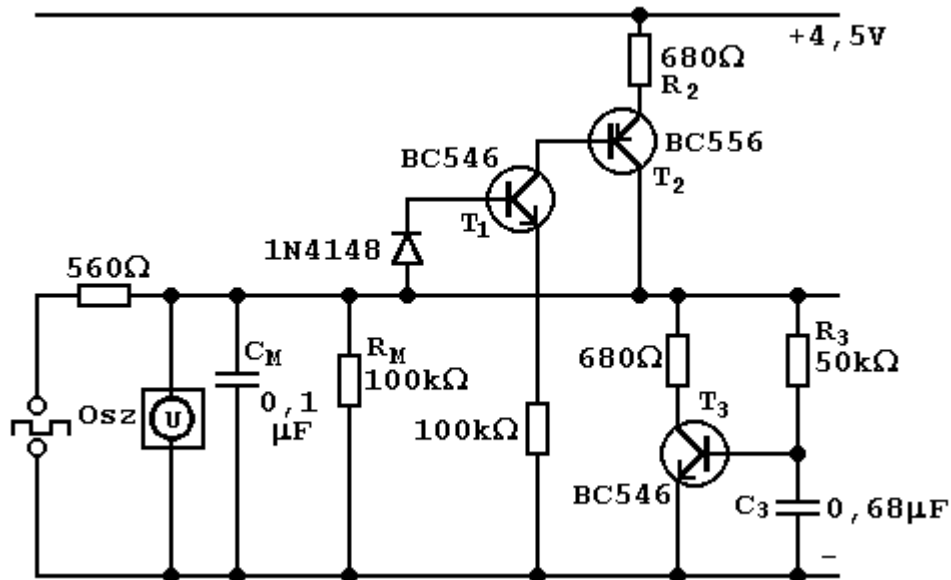 +4,5V
680Ω
R2
BC546
BC556
T2
T1
1N4148
560Ω
RM
100kΩ
CM
0,1
µF
Osz
U
100kΩ
680Ω
R3
50kΩ
T3
BC546
C3
0,68µF
–